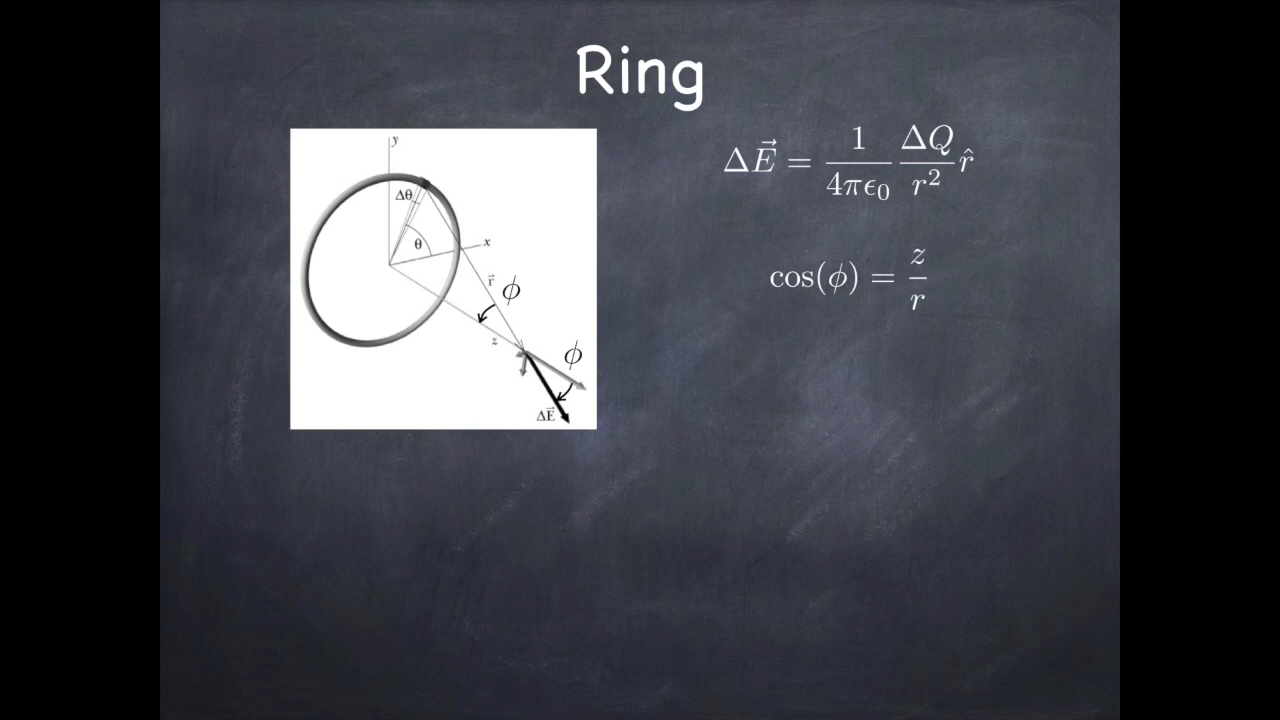 Ring
ΔE⃗ = 1/(4πϵ₀) ΔQ/r² r̂
cos(ϕ) = z/r
y
Δθ
θ
x
r⃗
ϕ
z
ϕ
ΔE⃗